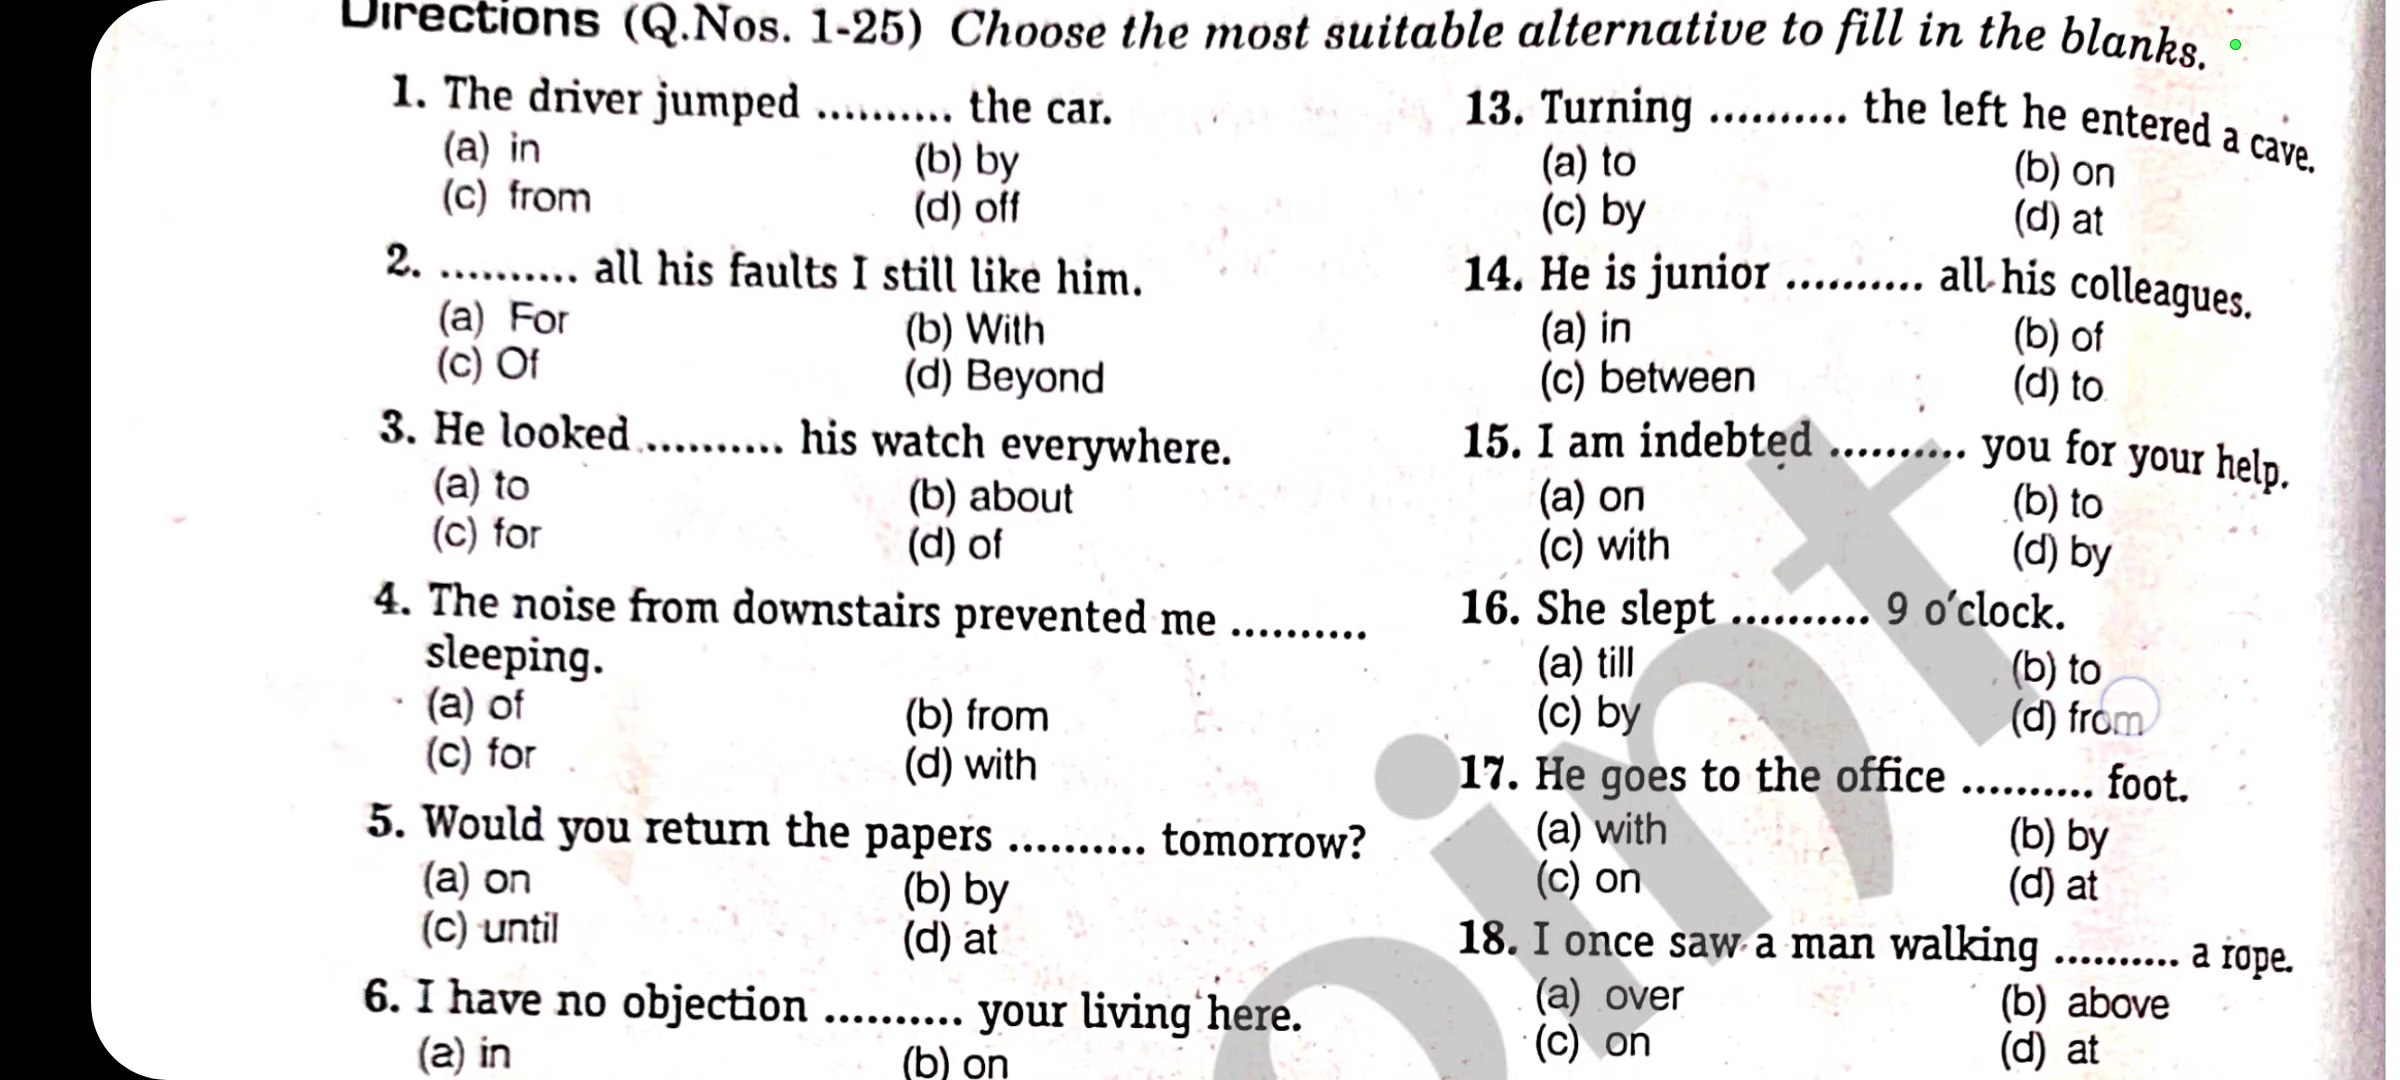 Directions (Q.Nos. 1-25) Choose the most suitable alternative to fill in the blanks.
1. The driver jumped .......... the car.
(a) in (b) by
(c) from (d) off
2. .......... all his faults I still like him.
(a) For (b) With
(c) Of (d) Beyond
3. He looked .......... his watch everywhere.
(a) to (b) about
(c) for (d) of
4. The noise from downstairs prevented me ..........
sleeping.
(a) of (b) from
(c) for (d) with
5. Would you return the papers .......... tomorrow?
(a) on (b) by
(c) until (d) at
6. I have no objection .......... your living here.
(a) in (b) on
13. Turning .......... the left he entered a cave.
(a) to (b) on
(c) by (d) at
14. He is junior .......... all his colleagues.
(a) in (b) of
(c) between (d) to
15. I am indebted .......... you for your help.
(a) on (b) to
(c) with (d) by
16. She slept .......... 9 o'clock.
(a) till (b) to
(c) by (d) from
17. He goes to the office .......... foot.
(a) with (b) by
(c) on (d) at
18. I once saw a man walking .......... a rope.
(a) over (b) above
(c) on (d) at
oint